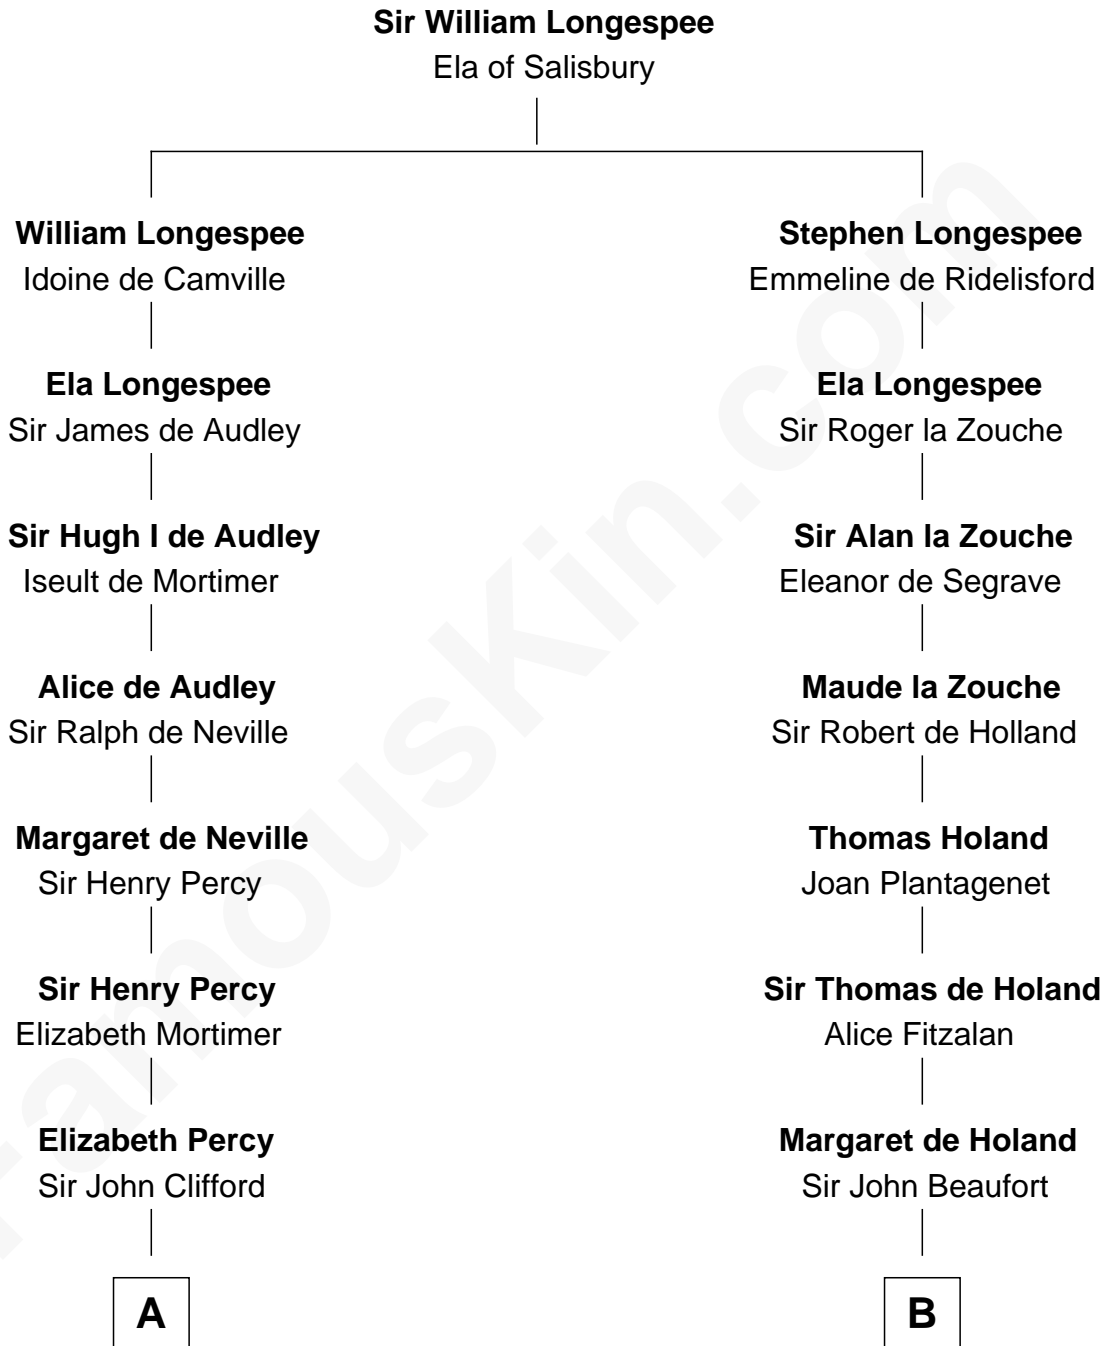 Sir William Longespee
Ela of Salisbury
William Longespee
Idoine de Camville
Stephen Longespee
Emmeline de Ridelisford
Ela Longespee
Sir James de Audley
Ela Longespee
Sir Roger la Zouche
Sir Hugh I de Audley
Iseult de Mortimer
Sir Alan la Zouche
Eleanor de Segrave
Alice de Audley
Sir Ralph de Neville
Maude la Zouche
Sir Robert de Holland
Margaret de Neville
Sir Henry Percy
Thomas Holand
Joan Plantagenet
Sir Henry Percy
Elizabeth Mortimer
Sir Thomas de Holand
Alice Fitzalan
Elizabeth Percy
Sir John Clifford
Margaret de Holand
Sir John Beaufort
A
B
FamousKin.com